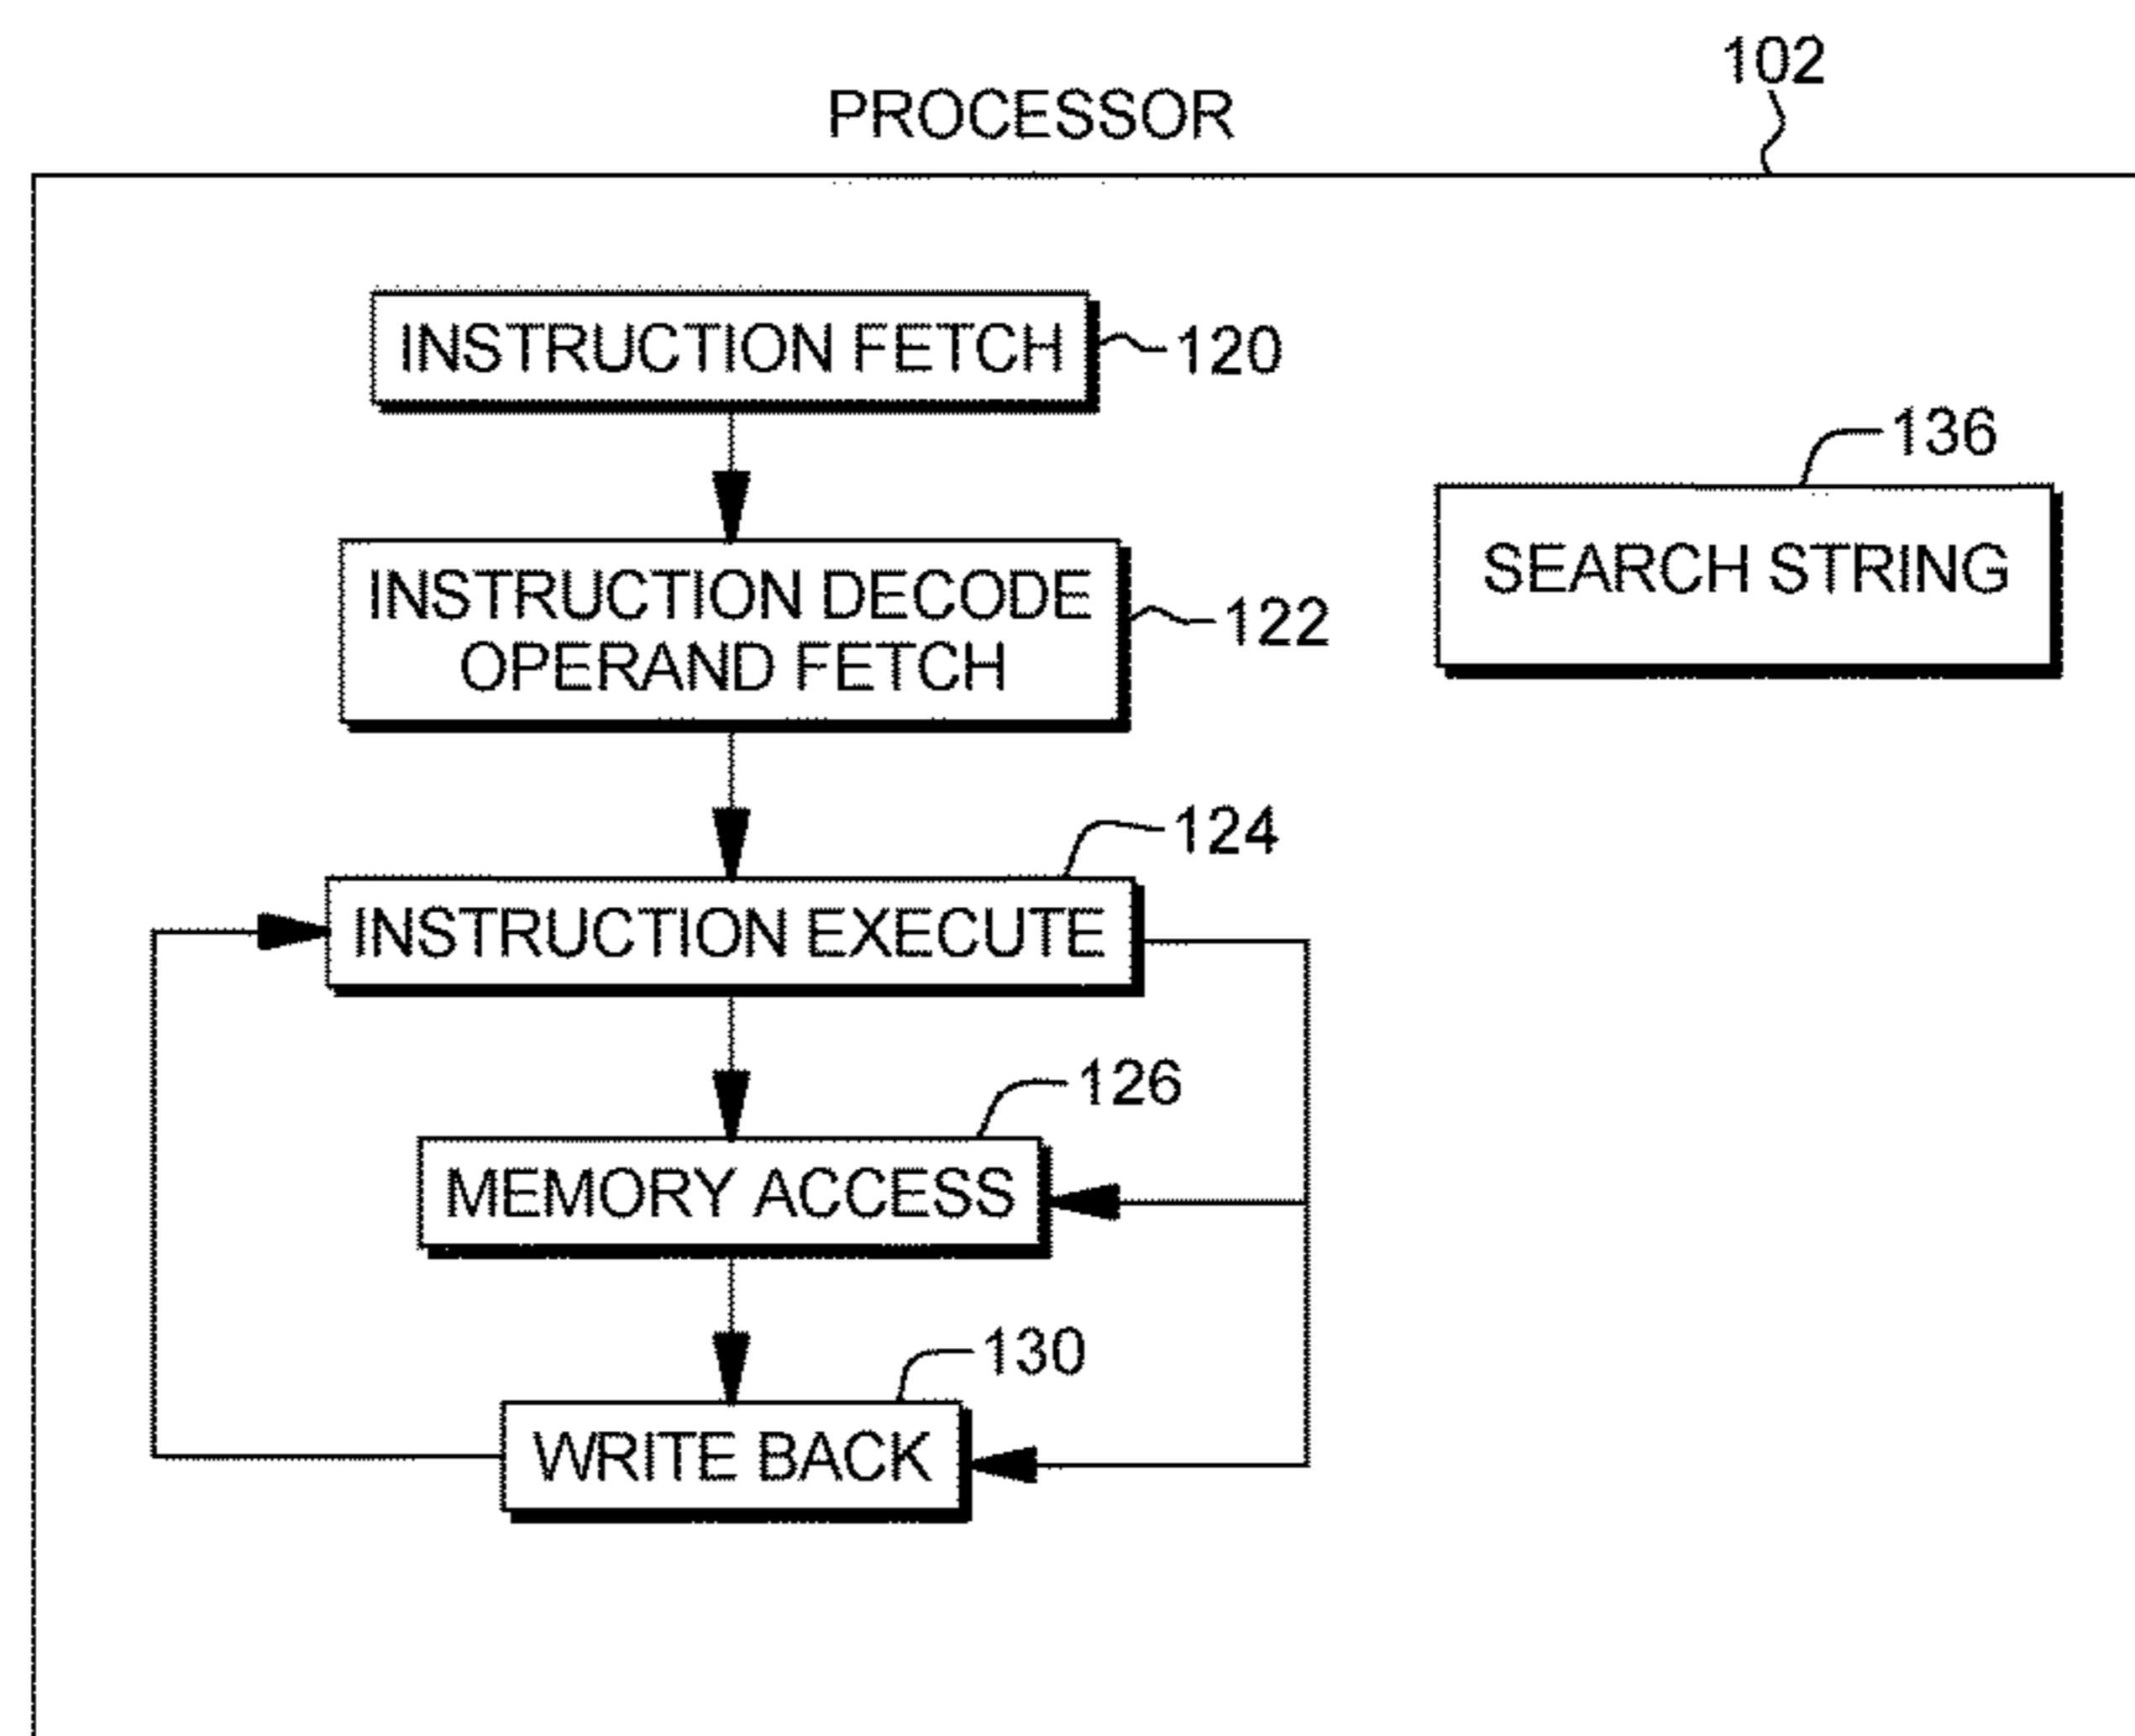 102
PROCESSOR
INSTRUCTION FETCH
120
136
SEARCH STRING
INSTRUCTION DECODE
OPERAND FETCH
122
124
INSTRUCTION EXECUTE
126
MEMORY ACCESS
130
WRITE BACK